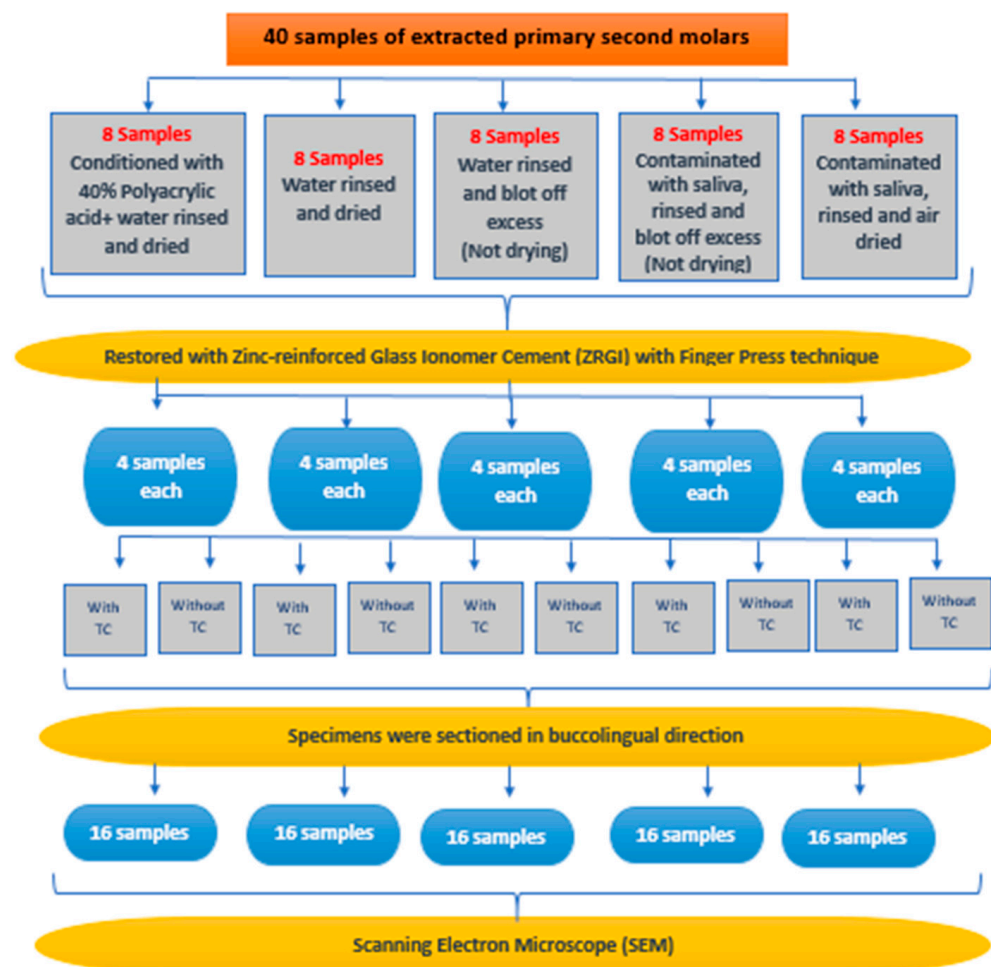 40 samples of extracted primary second molars
8 Samples
Conditioned with
40% Polyacrylic
acid+ water rinsed
and dried
8 Samples
Water rinsed
and dried
8 Samples
Water rinsed
and blot off
excess
(Not drying)
8 Samples
Contaminated
with saliva,
rinsed and
blot off excess
(Not drying)
8 Samples
Contaminated
with saliva,
rinsed and air
dried
Restored with Zinc-reinforced Glass Ionomer Cement (ZRGI) with Finger Press technique
4 samples
each
4 samples
each
4 samples
each
4 samples
each
4 samples
each
With
TC
Without
TC
With
TC
Without
TC
With
TC
Without
TC
With
TC
Without
TC
With
TC
Without
TC
Specimens were sectioned in buccolingual direction
16 samples
16 samples
16 samples
16 samples
16 samples
Scanning Electron Microscope (SEM)